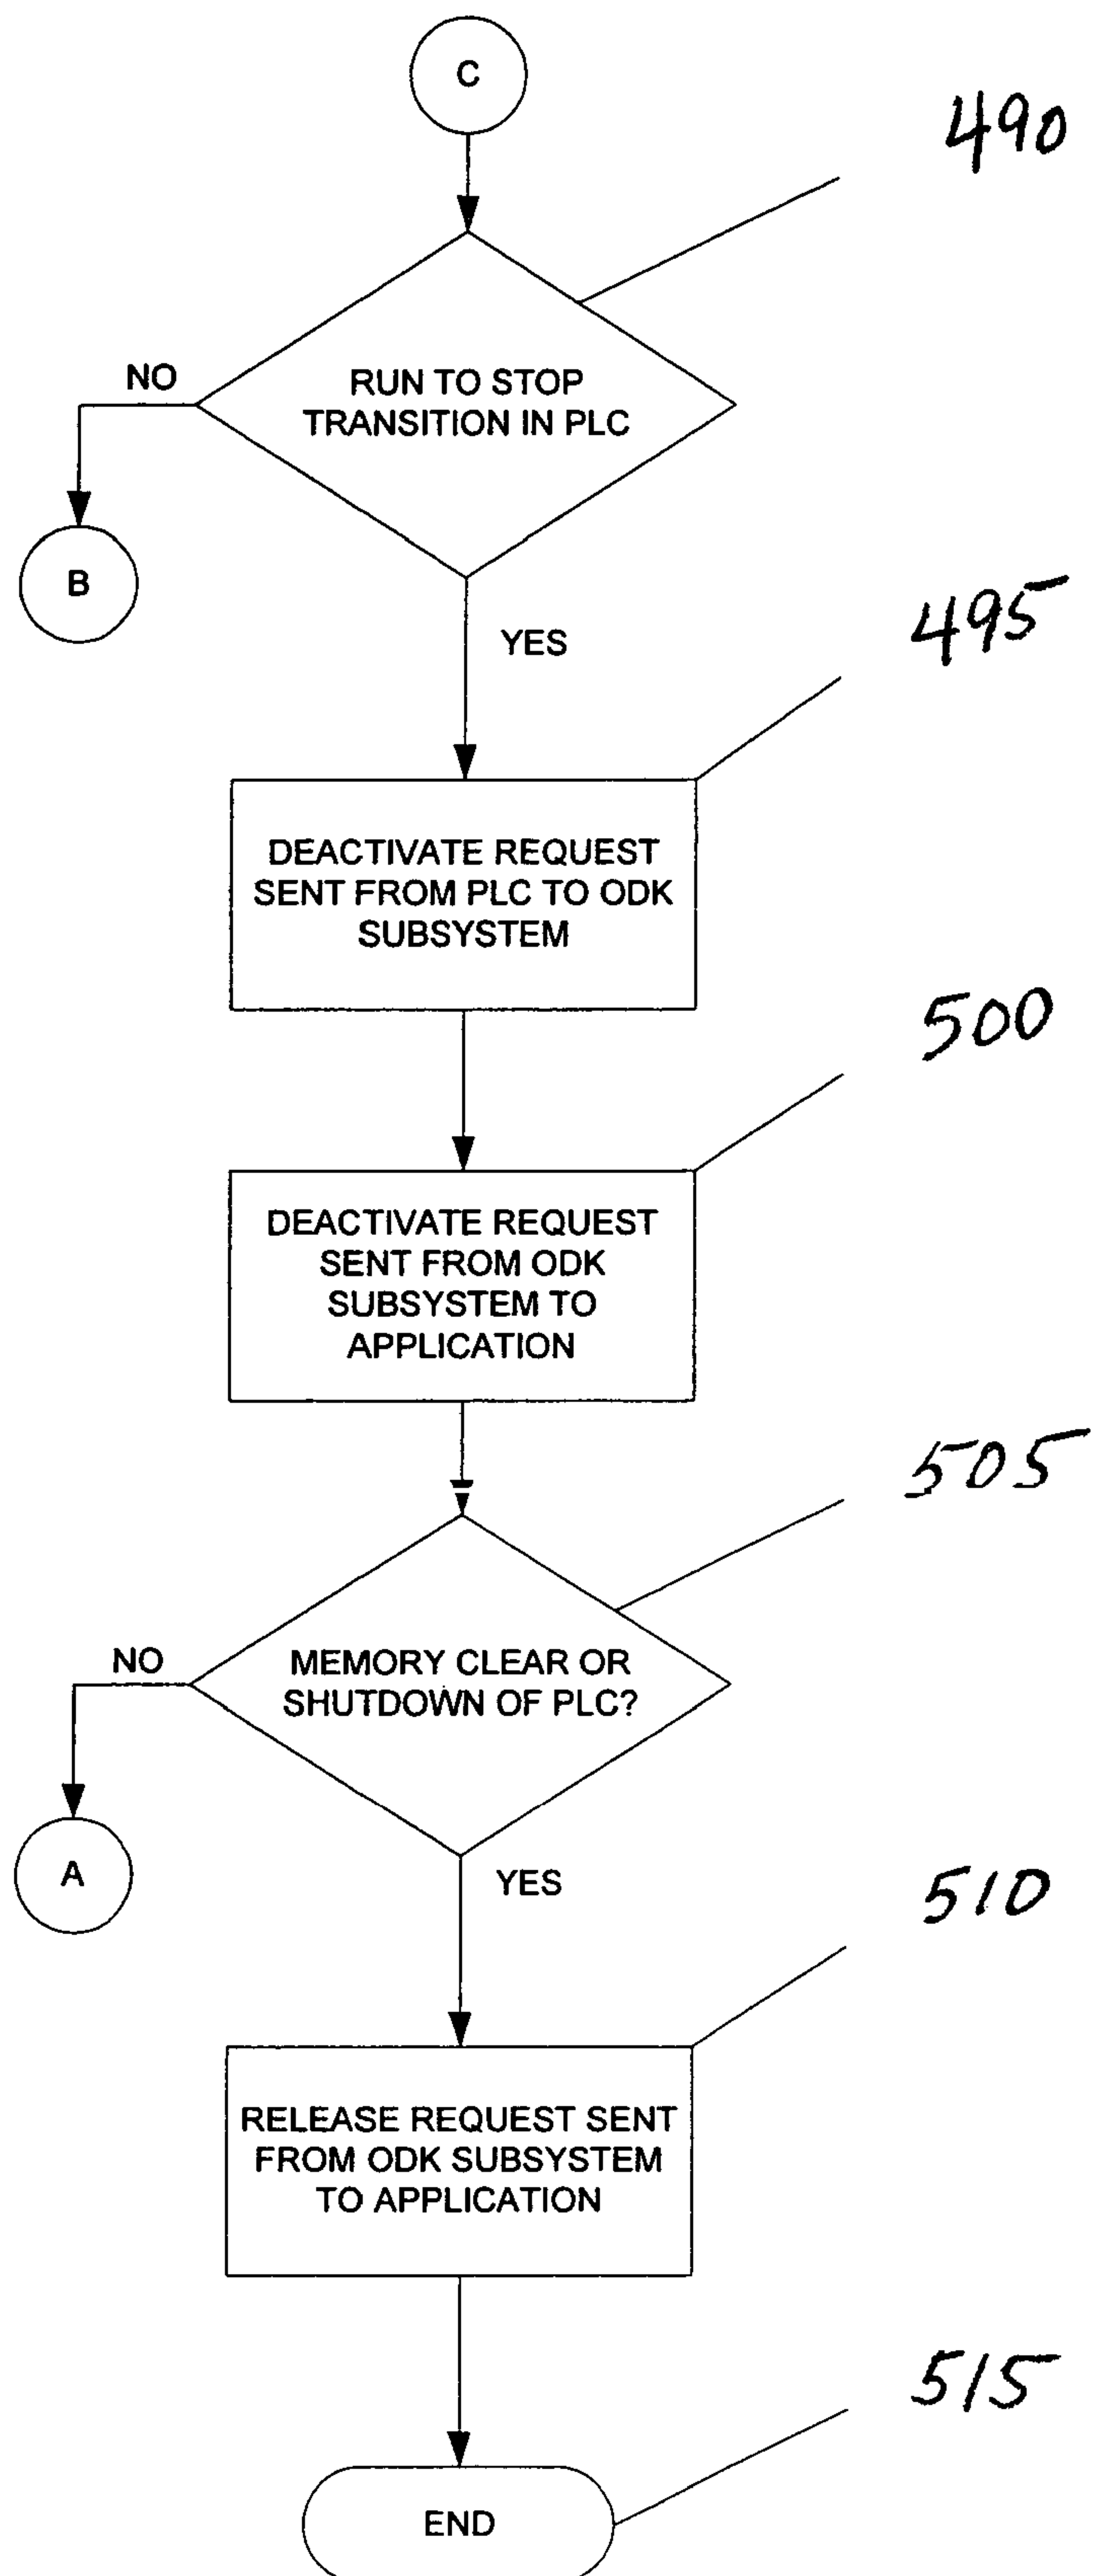 C
490
NO
RUN TO STOP
TRANSITION IN PLC
B
YES
495
DEACTIVATE REQUEST
SENT FROM PLC TO ODK
SUBSYSTEM
500
DEACTIVATE REQUEST
SENT FROM ODK
SUBSYSTEM TO
APPLICATION
505
NO
MEMORY CLEAR OR
SHUTDOWN OF PLC?
A
YES
510
RELEASE REQUEST SENT
FROM ODK SUBSYSTEM
TO APPLICATION
515
END